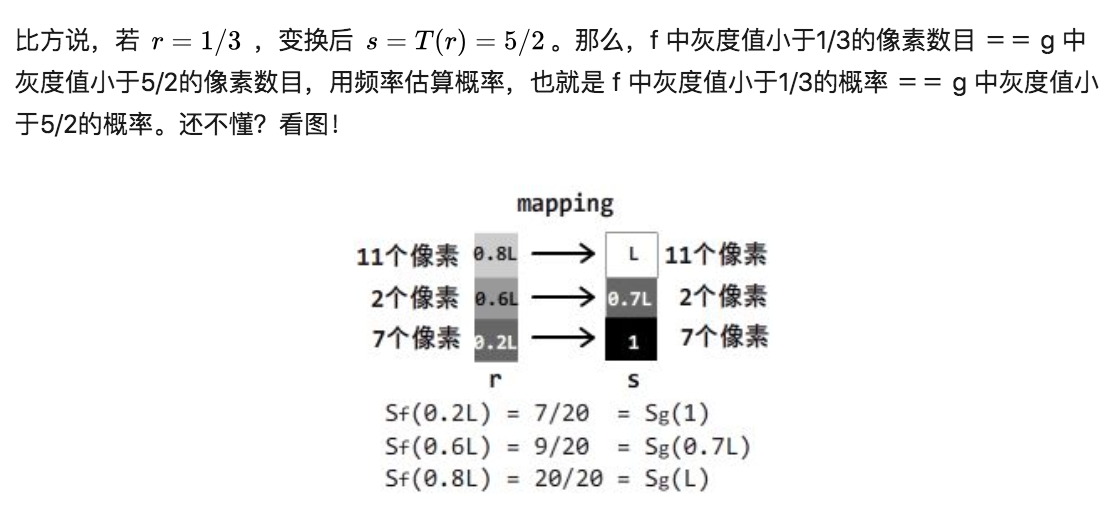 比方说，若 r = 1/3 ，变换后 s = T(r) = 5/2 。那么，f 中灰度值小于1/3的像素数目 == g 中
灰度值小于5/2的像素数目，用频率估算概率，也就是 f 中灰度值小于1/3的概率 == g 中灰度值小
于5/2的概率。还不懂？看图！
mapping
11个像素 0.8L → L 11个像素
2个像素 0.6L → 0.7L 2个像素
7个像素 0.2L → 1 7个像素
r s
Sf(0.2L) = 7/20 = Sg(1)
Sf(0.6L) = 9/20 = Sg(0.7L)
Sf(0.8L) = 20/20 = Sg(L)